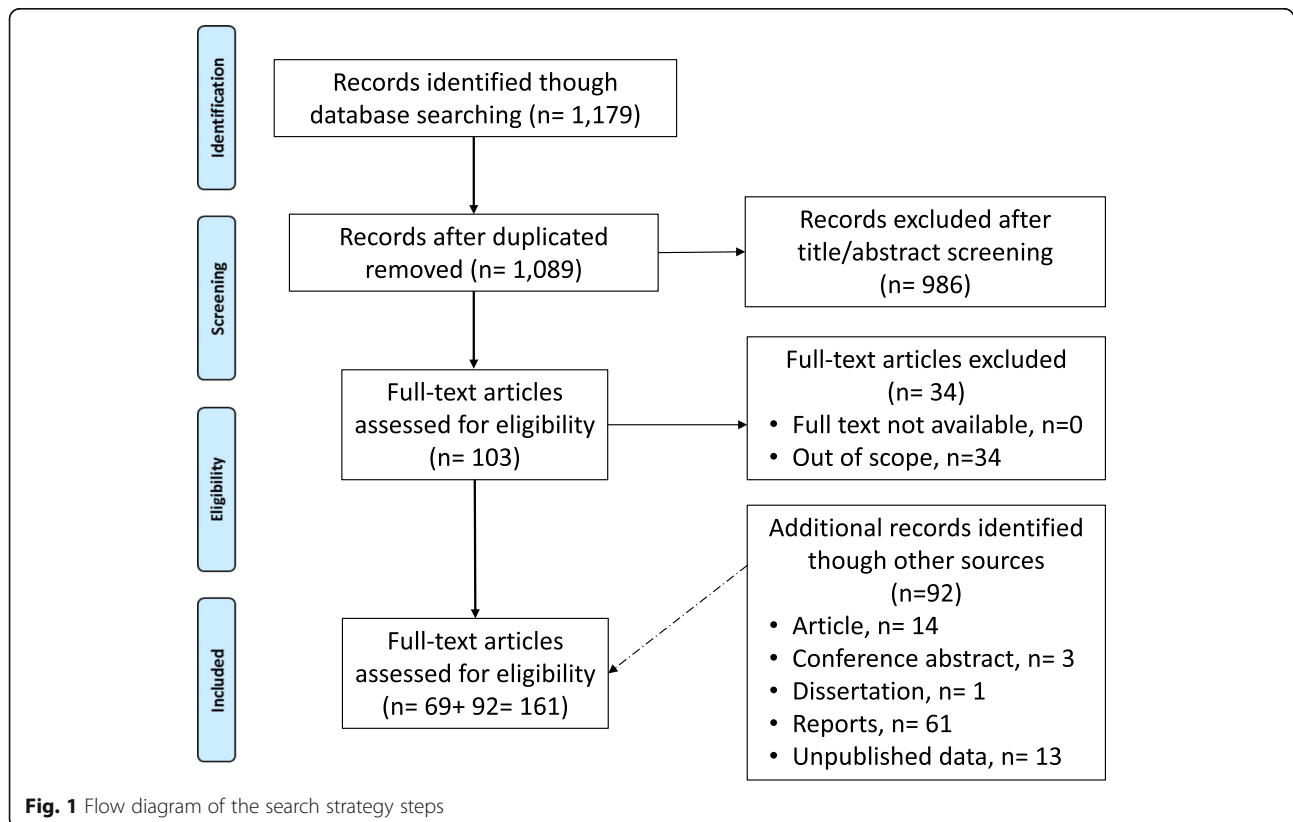 Identification
Records identified though
database searching (n= 1,179)
Screening
Records after duplicated
removed (n= 1,089)
Records excluded after
title/abstract screening
(n= 986)
Eligibility
Full-text articles
assessed for eligibility
(n= 103)
Full-text articles excluded
(n= 34)
• Full text not available, n=0
• Out of scope, n=34
Included
Full-text articles
assessed for eligibility
(n= 69+ 92= 161)
Additional records identified
though other sources
(n=92)
• Article, n= 14
• Conference abstract, n= 3
• Dissertation, n= 1
• Reports, n= 61
• Unpublished data, n= 13
Fig. 1 Flow diagram of the search strategy steps